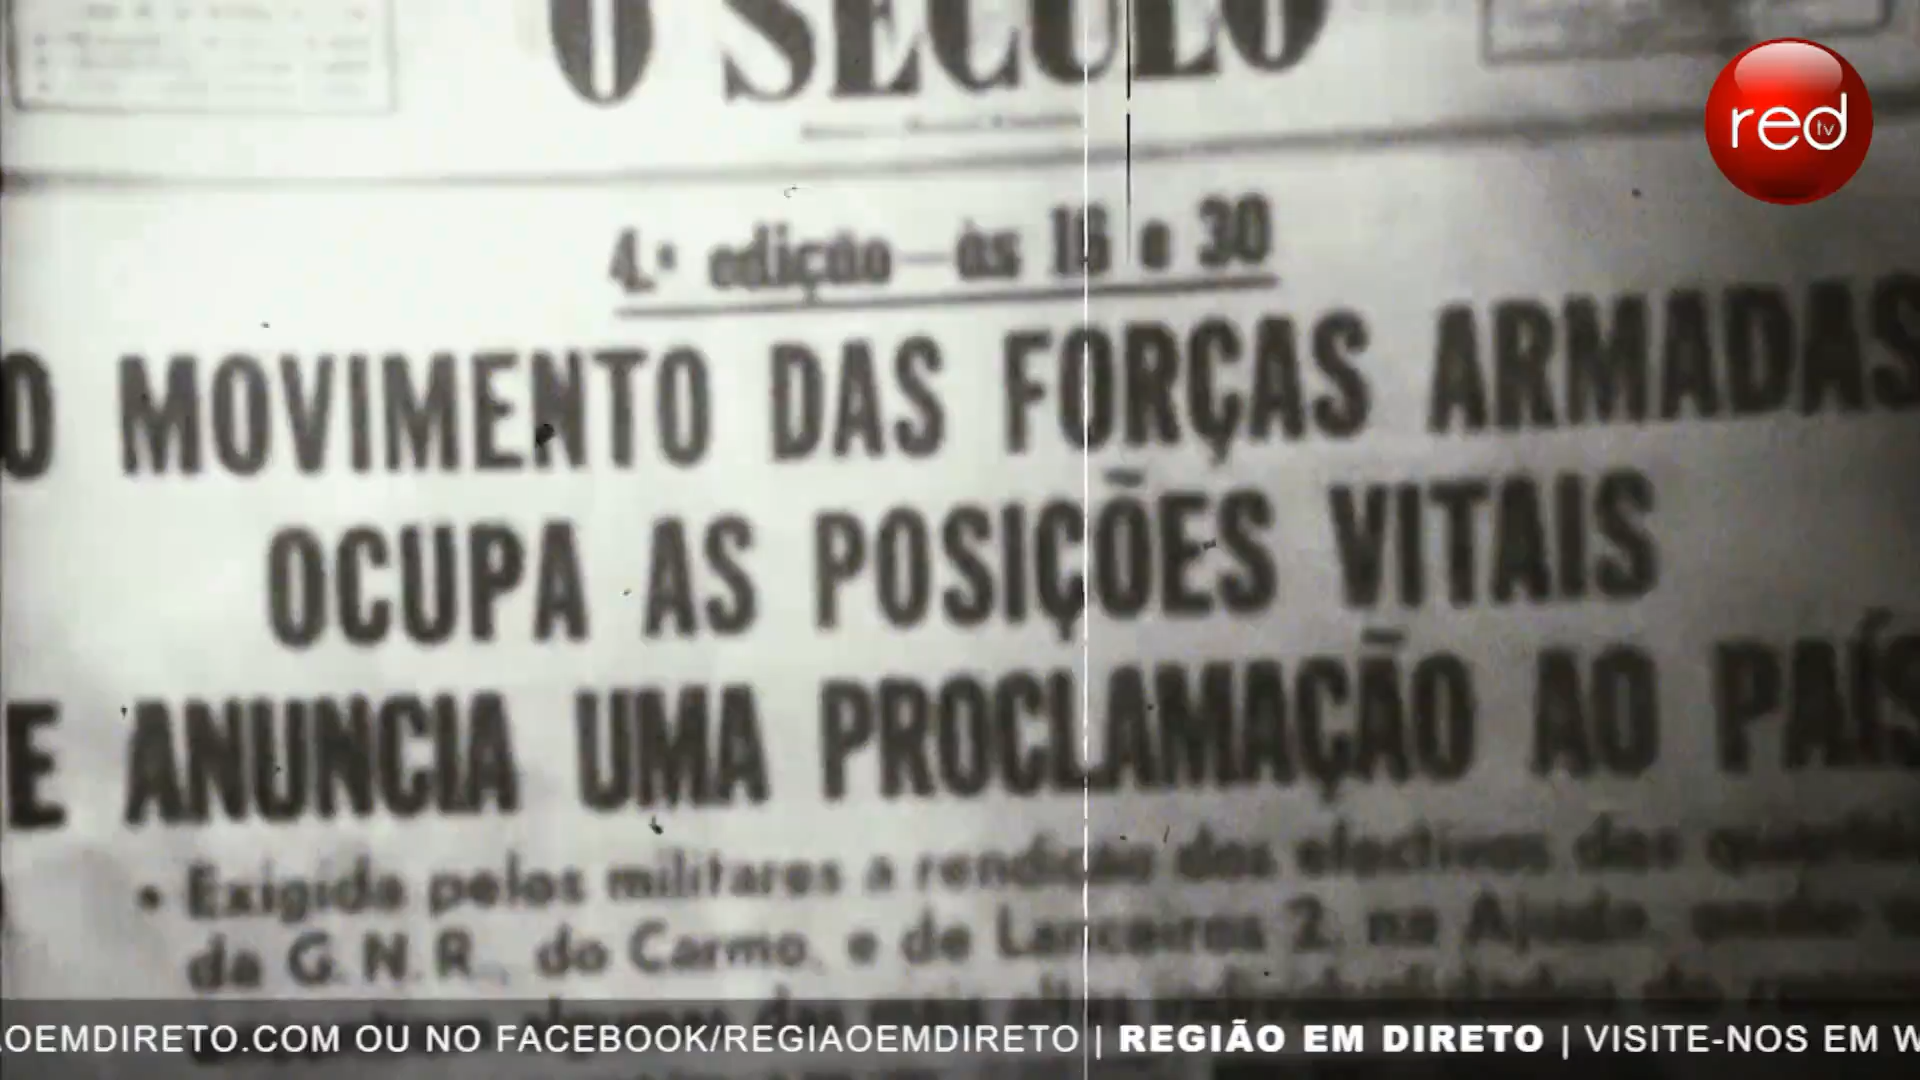 O SÉCULO
red tv
4.ª edição — às 16 e 30
O MOVIMENTO DAS FORÇAS ARMADAS
OCUPA AS POSIÇÕES VITAIS
E ANUNCIA UMA PROCLAMAÇÃO AO PAÍS
• Exigida pelos militares a rendição dos efectivos dos
da G. N. R., do Carmo, e de Lanceiros 2, na Ajuda,
OEMDIRETO.COM OU NO FACEBOOK/REGIAOEMDIRETO | REGIÃO EM DIRETO | VISITE-NOS EM W